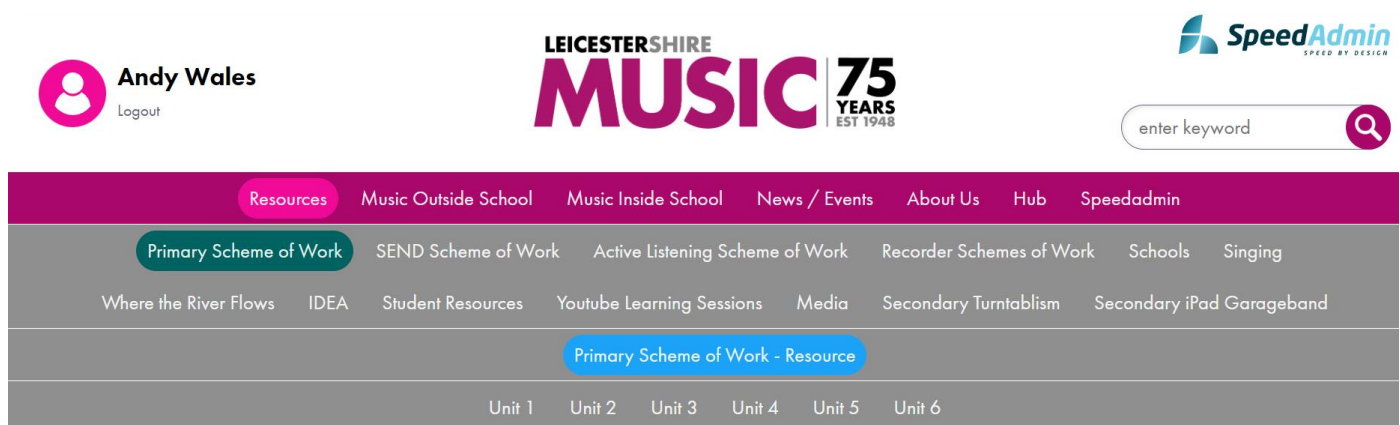 Andy Wales
Logout
LEICESTERSHIRE
MUSIC
75
YEARS
EST 1948
SpeedAdmin
SPEED BY DESIGN
enter keyword
Resources Music Outside School Music Inside School News / Events About Us Hub Speedadmin
Primary Scheme of Work SEND Scheme of Work Active Listening Scheme of Work Recorder Schemes of Work Schools Singing
Where the River Flows IDEA Student Resources Youtube Learning Sessions Media Secondary Turntablism Secondary iPad Garageband
Primary Scheme of Work - Resource
Unit 1 Unit 2 Unit 3 Unit 4 Unit 5 Unit 6